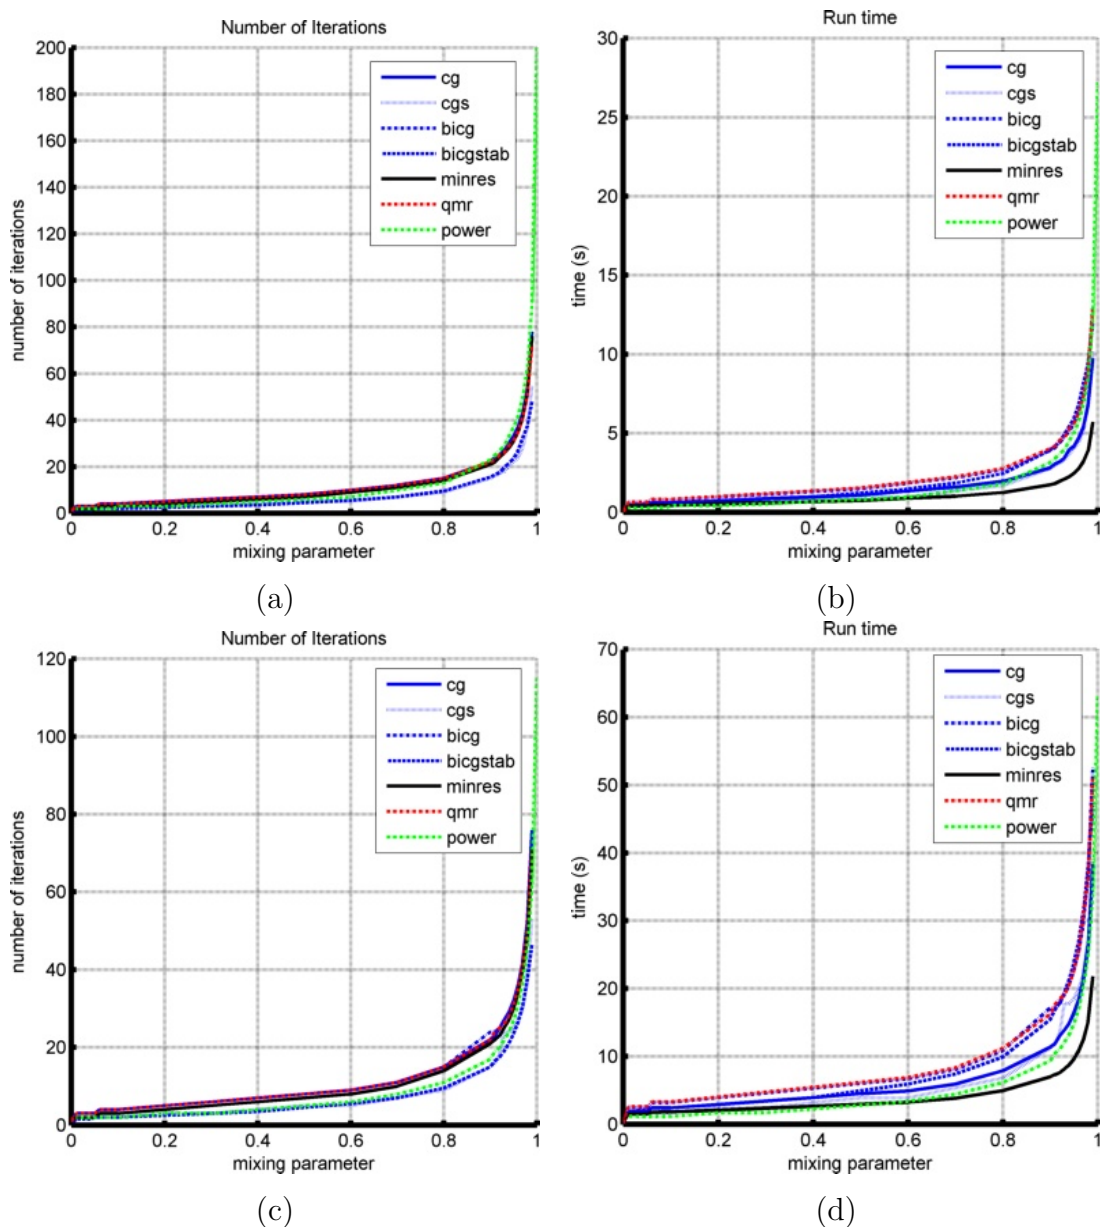 Number of Iterations
200
180
160
140
120
100
80
60
40
20
0
number of iterations
0 0.2 0.4 0.6 0.8 1
mixing parameter
cg
cgs
bicg
bicgstab
minres
qmr
power
(a)
Run time
30
25
20
15
10
5
0
time (s)
0 0.2 0.4 0.6 0.8 1
mixing parameter
cg
cgs
bicg
bicgstab
minres
qmr
power
(b)
Number of Iterations
120
100
80
60
40
20
0
number of iterations
0 0.2 0.4 0.6 0.8 1
mixing parameter
cg
cgs
bicg
bicgstab
minres
qmr
power
(c)
Run time
70
60
50
40
30
20
10
0
time (s)
0 0.2 0.4 0.6 0.8 1
mixing parameter
cg
cgs
bicg
bicgstab
minres
qmr
power
(d)